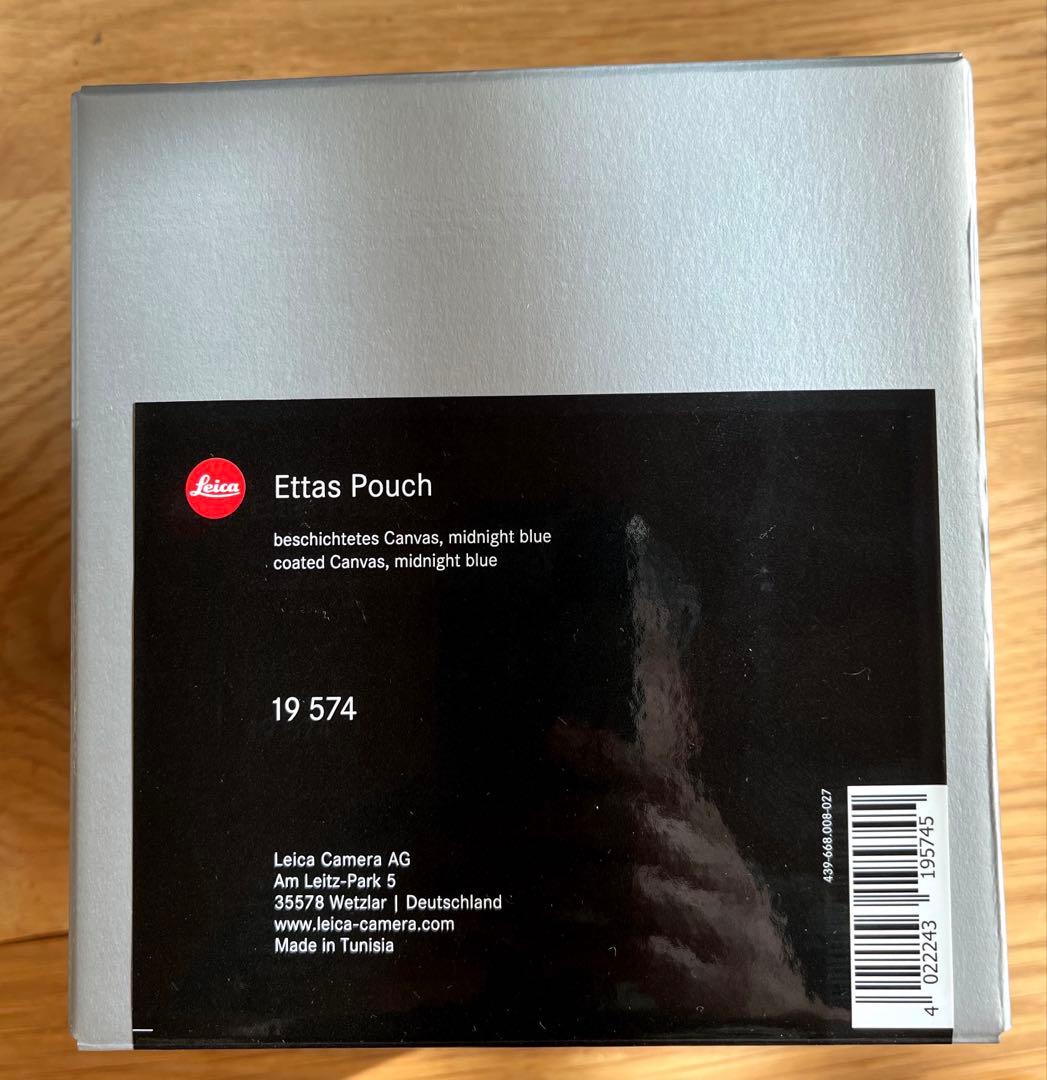 Leica
Ettas Pouch
beschichtetes Canvas, midnight blue
coated Canvas, midnight blue
19 574
Leica Camera AG
Am Leitz-Park 5
35578 Wetzlar | Deutschland
www.leica-camera.com
Made in Tunisia
439-668.008-027
4 022243 195745